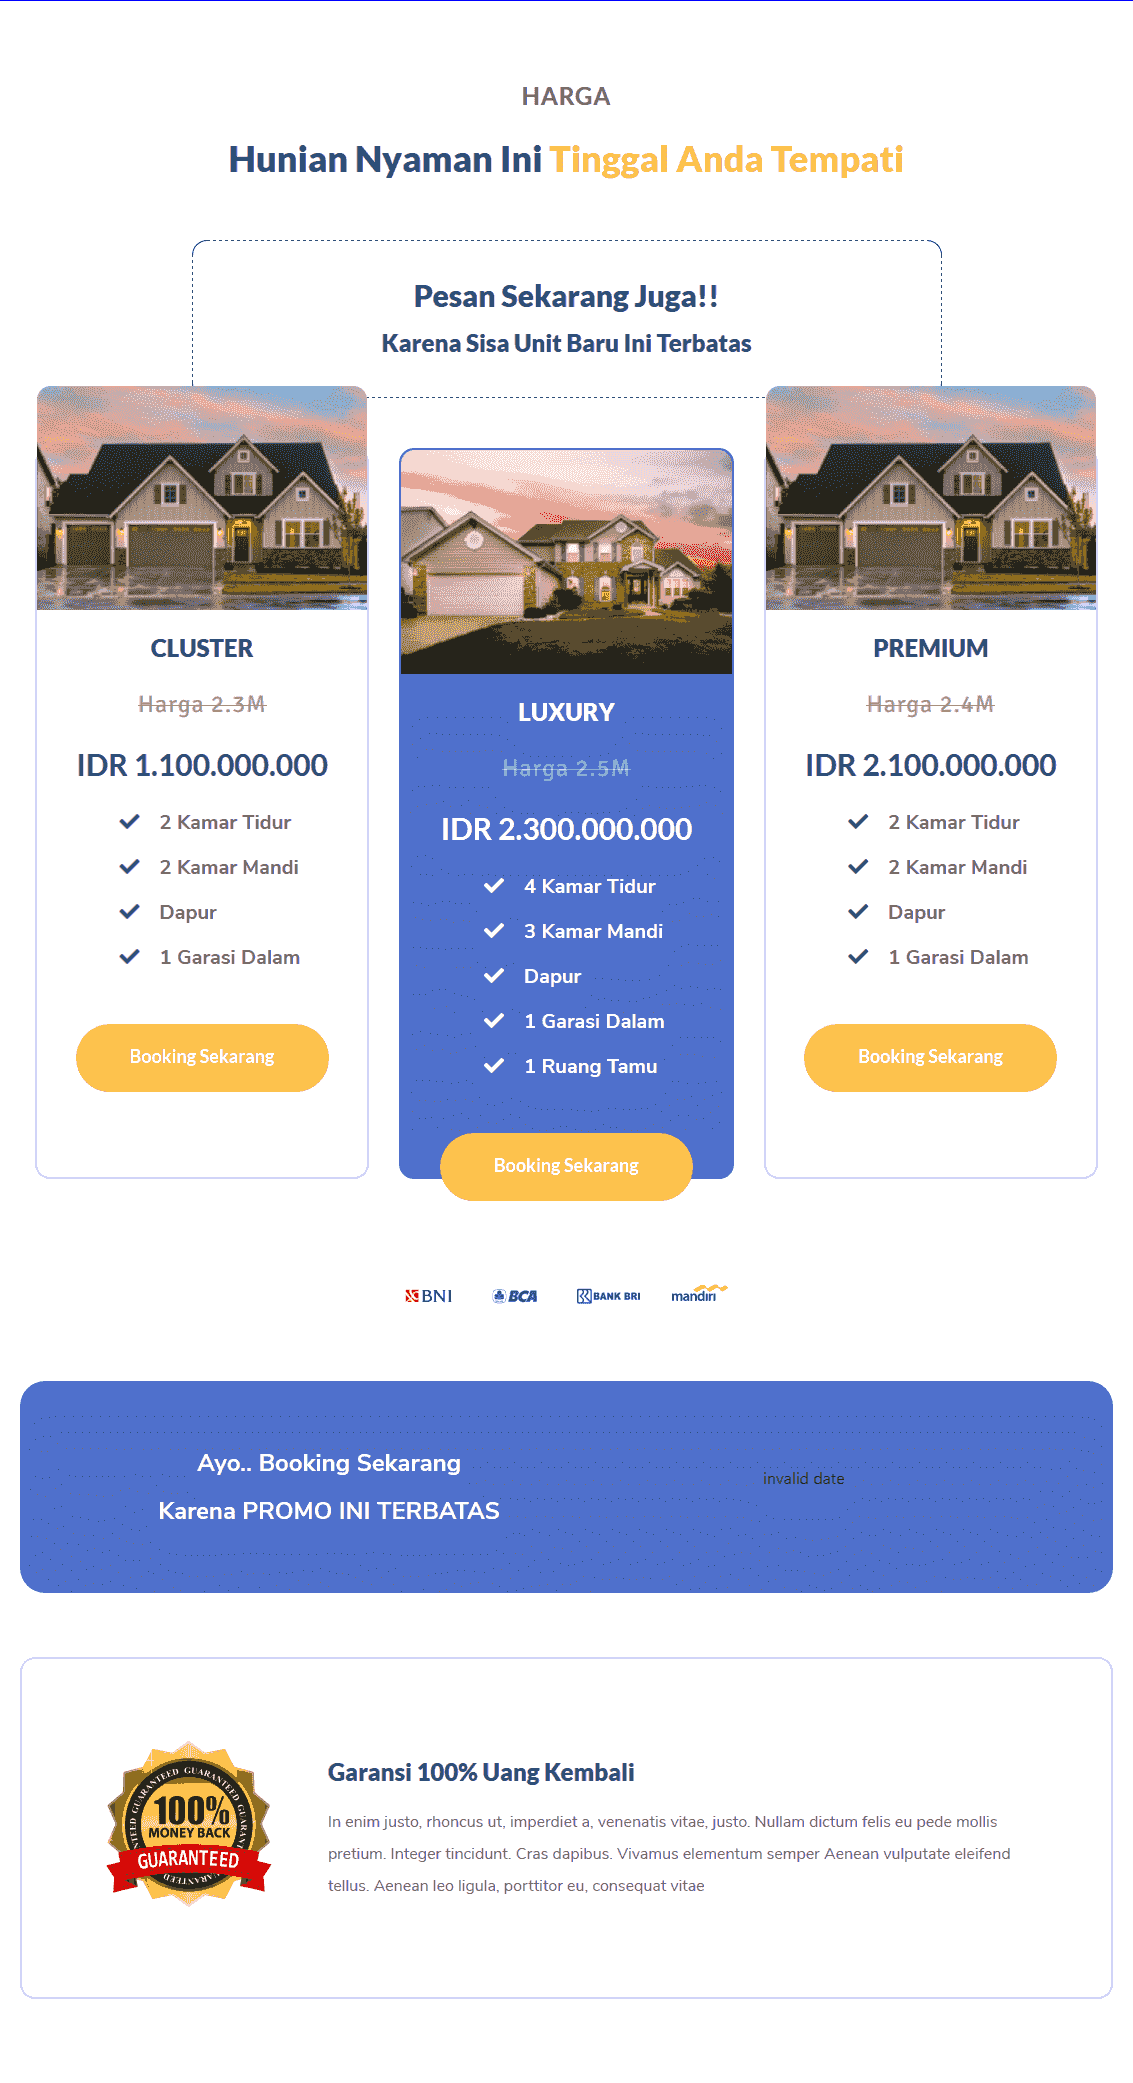 HARGA
Hunian Nyaman Ini Tinggal Anda Tempati
Pesan Sekarang Juga!!
Karena Sisa Unit Baru Ini Terbatas
CLUSTER
Harga 2.3M
IDR 1.100.000.000
2 Kamar Tidur
2 Kamar Mandi
Dapur
1 Garasi Dalam
Booking Sekarang
LUXURY
Harga 2.5M
IDR 2.300.000.000
4 Kamar Tidur
3 Kamar Mandi
Dapur
1 Garasi Dalam
1 Ruang Tamu
Booking Sekarang
PREMIUM
Harga 2.4M
IDR 2.100.000.000
2 Kamar Tidur
2 Kamar Mandi
Dapur
1 Garasi Dalam
Booking Sekarang
BNI
BCA
BANK BRI
mandiri
Ayo.. Booking Sekarang
Karena PROMO INI TERBATAS
invalid date
GUARANTEED GUARANTEED GUARANTEED
100%
MONEY BACK
GUARANTEED
GUARANTEED
Garansi 100% Uang Kembali
In enim justo, rhoncus ut, imperdiet a, venenatis vitae, justo. Nullam dictum felis eu pede mollis
pretium. Integer tincidunt. Cras dapibus. Vivamus elementum semper Aenean vulputate eleifend
tellus. Aenean leo ligula, porttitor eu, consequat vitae